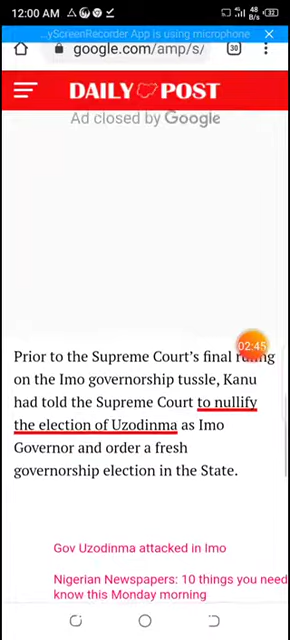 12:00 AM
48 B/s
32
yScreenRecorder App is using microphone
google.com/amp/s/
30
DAILY POST
Ad closed by Google
02:45
Prior to the Supreme Court's final ruling
on the Imo governorship tussle, Kanu
had told the Supreme Court to nullify
the election of Uzodinma as Imo
Governor and order a fresh
governorship election in the State.
Gov Uzodinma attacked in Imo
Nigerian Newspapers: 10 things you need
know this Monday morning